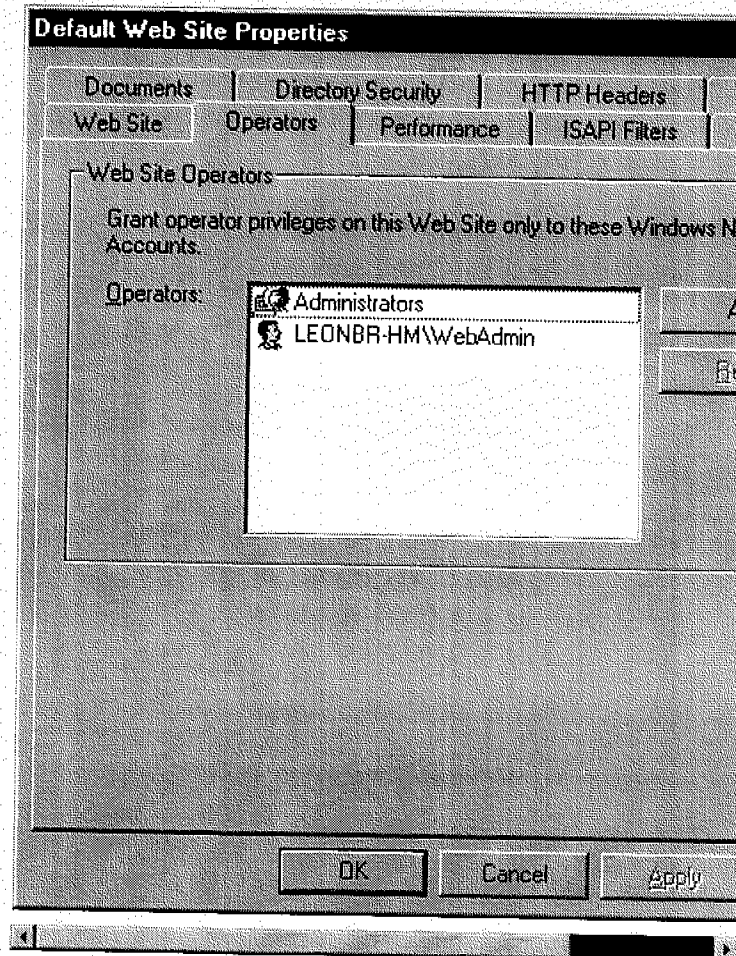 Default Web Site Properties
Documents Directory Security HTTP Headers
Web Site Operators Performance ISAPI Filters
Web Site Operators
Grant operator privileges on this Web Site only to these Windows N
Accounts.
Operators:
Administrators
LEONBR-HM\WebAdmin
OK Cancel Apply